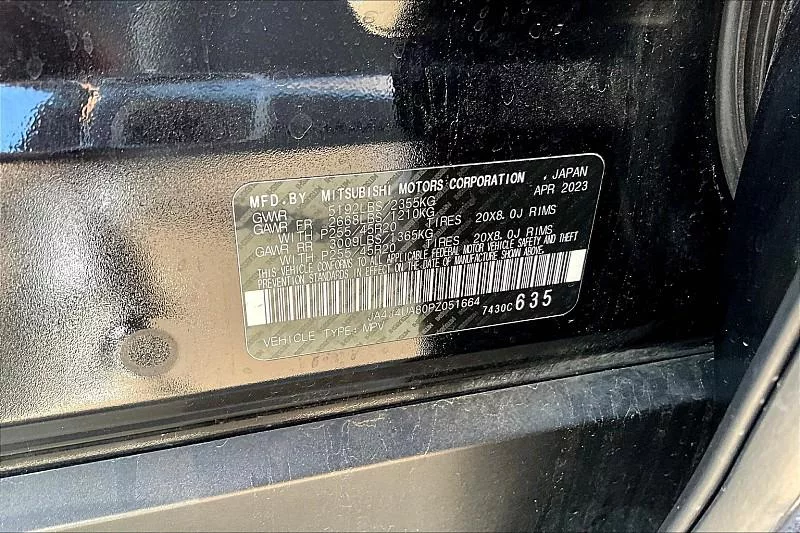 MFD.BY MITSUBISHI MOTORS CORPORATION , JAPAN
GVWR 5192LBS/2355KG APR 2023
GAWR FR 2668LBS/1210KG
WITH P255/45R20 TIRES 20X8.0J RIMS
GAWR RR 3009LBS/1365KG
WITH P255/45R20 TIRES 20X8.0J RIMS
THIS VEHICLE CONFORMS TO ALL APPLICABLE FEDERAL MOTOR VEHICLE SAFETY AND THEFT
PREVENTION STANDARDS IN EFFECT ON THE DATE OF MANUFACTURE SHOWN ABOVE.
JA4J4UA80PZ051664 7430C 635
VEHICLE TYPE: MPV